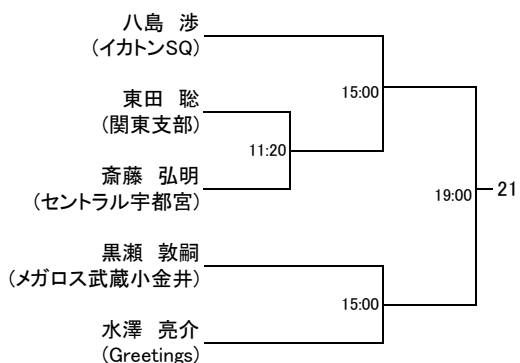 八島 渉
(イカトンSQ)
15:00
東田 聡
(関東支部)
11:20
斎藤 弘明
(セントラル宇都宮)
19:00
21
黒瀬 敦嗣
(メガロス武蔵小金井)
15:00
水澤 亮介
(Greetings)